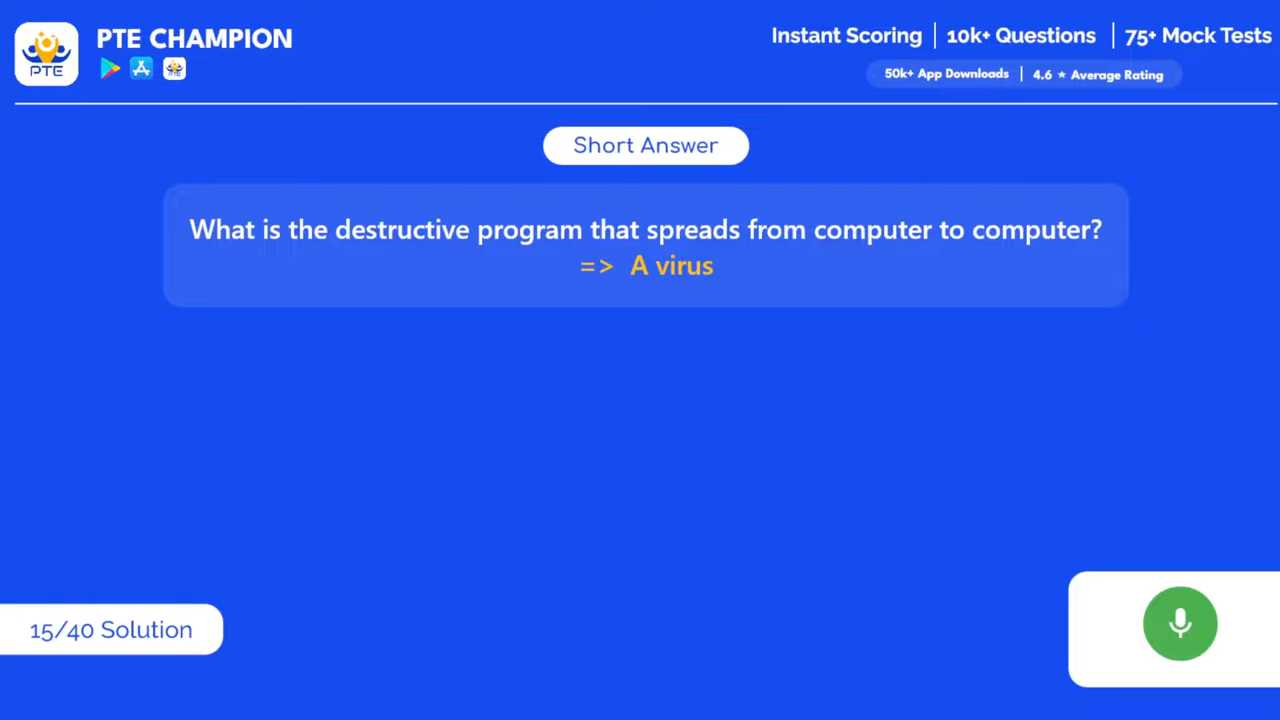 PTE CHAMPION
PTE
Instant Scoring | 10k+ Questions | 75+ Mock Tests
50k+ App Downloads | 4.6 ★ Average Rating
Short Answer
What is the destructive program that spreads from computer to computer?
=> A virus
15/40 Solution